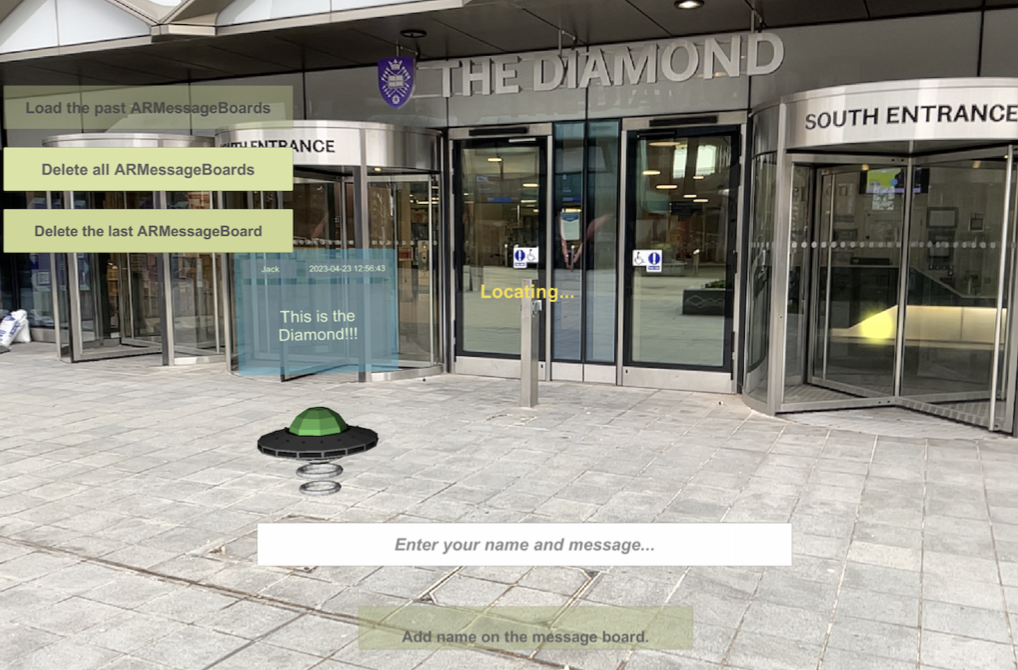 THE DIAMOND
Load the past ARMessageBoards
SOUTH ENTRANCE
ENTRANCE
Delete all ARMessageBoards
Delete the last ARMessageBoard
Jack 2023-04-23 12:56:43
Locating...
This is the
Diamond!!!
Enter your name and message...
Add name on the message board.